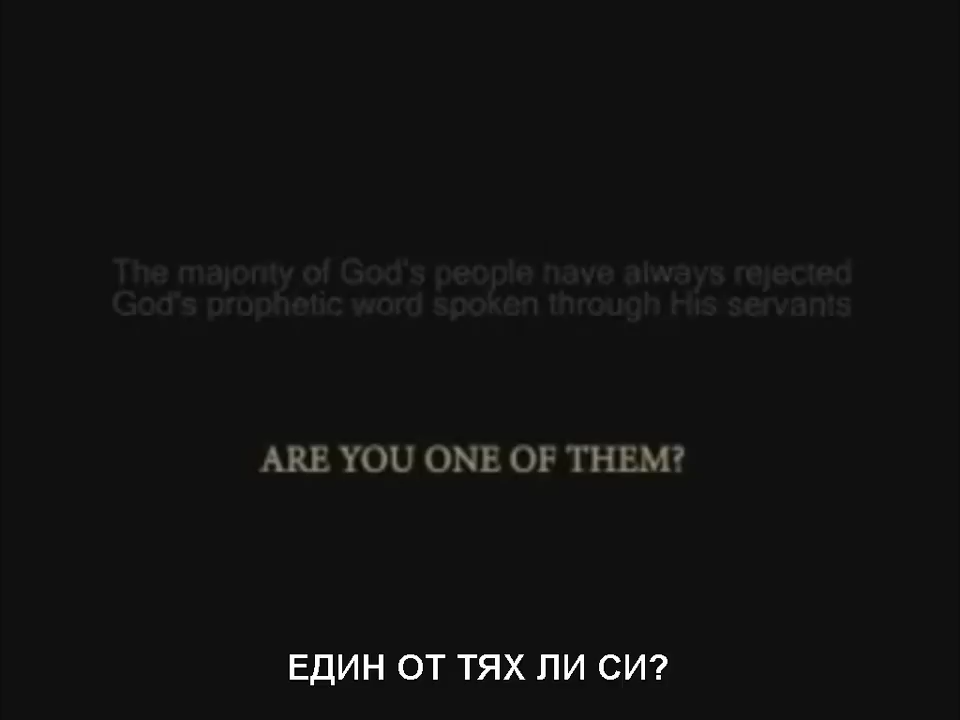 The majority of God's people have always rejected
God's prophetic word spoken through His servants
ARE YOU ONE OF THEM?
ЕДИН ОТ ТЯХ ЛИ СИ?